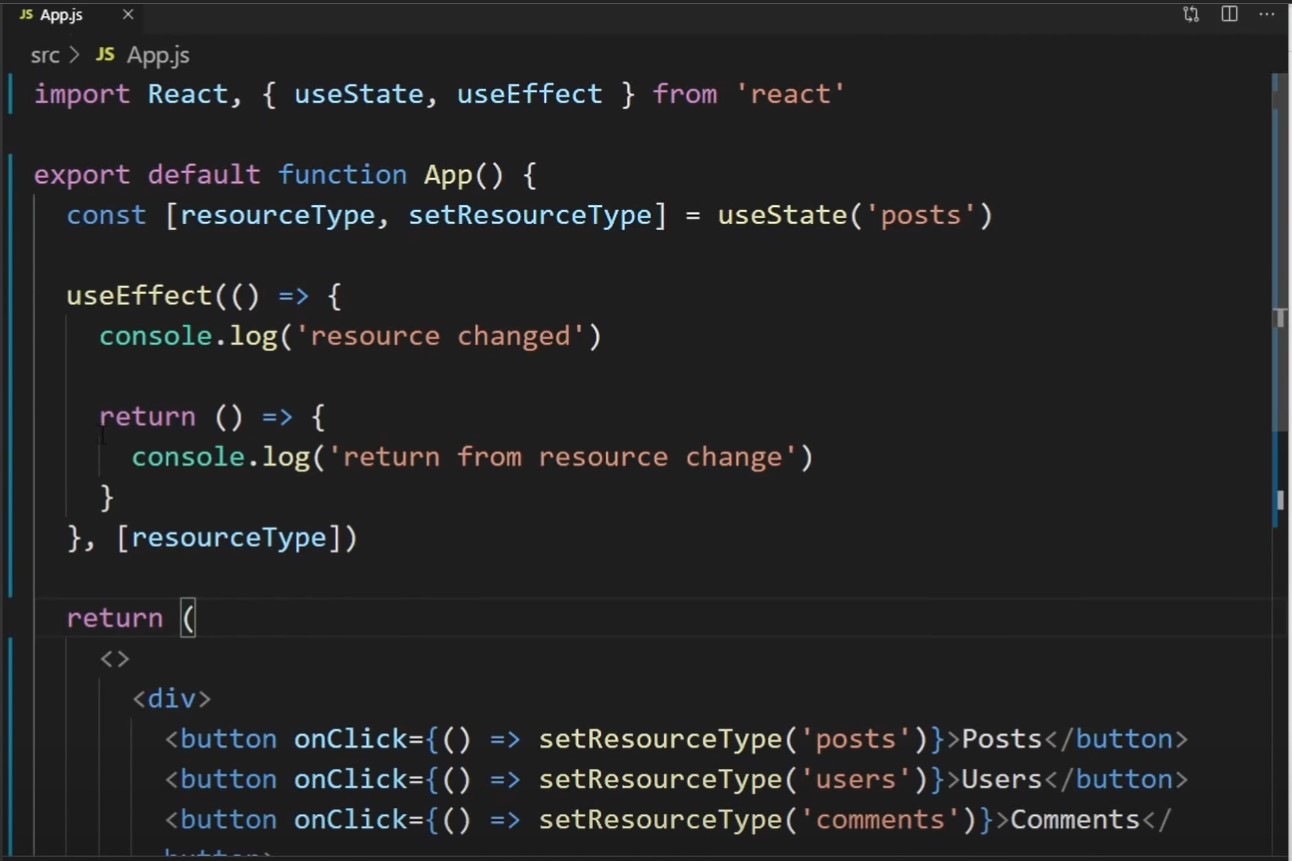 JS App.js ×
src > JS App.js
import React, { useState, useEffect } from 'react'
export default function App() {
const [resourceType, setResourceType] = useState('posts')
useEffect(() => {
console.log('resource changed')
return () => {
console.log('return from resource change')
}
}, [resourceType])
return (
<>
<div>
<button onClick={() => setResourceType('posts')}>Posts</button>
<button onClick={() => setResourceType('users')}>Users</button>
<button onClick={() => setResourceType('comments')}>Comments</
button>